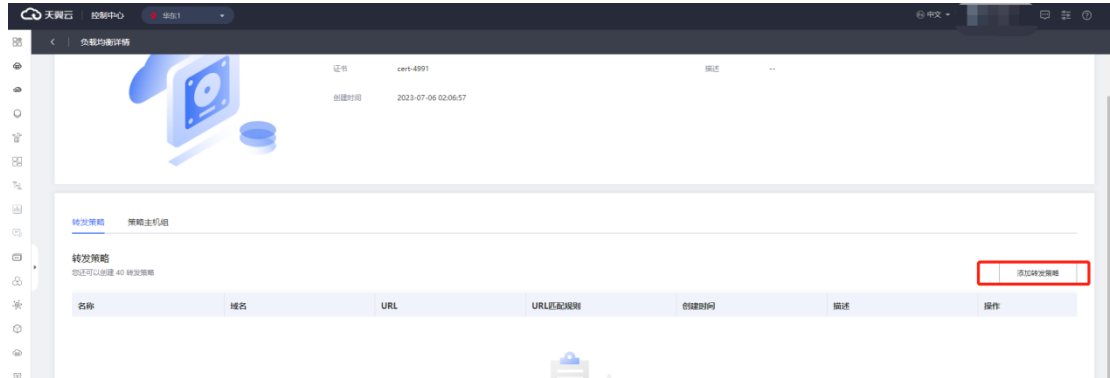 天翼云 控制中心 华东1 中文
负载均衡详情
证书 cert-4991 描述 --
创建时间 2023-07-06 02:06:57
转发策略 策略主机组
转发策略
您还可以创建 40 转发策略
添加转发策略
名称 域名 URL URL匹配规则 创建时间 描述 操作